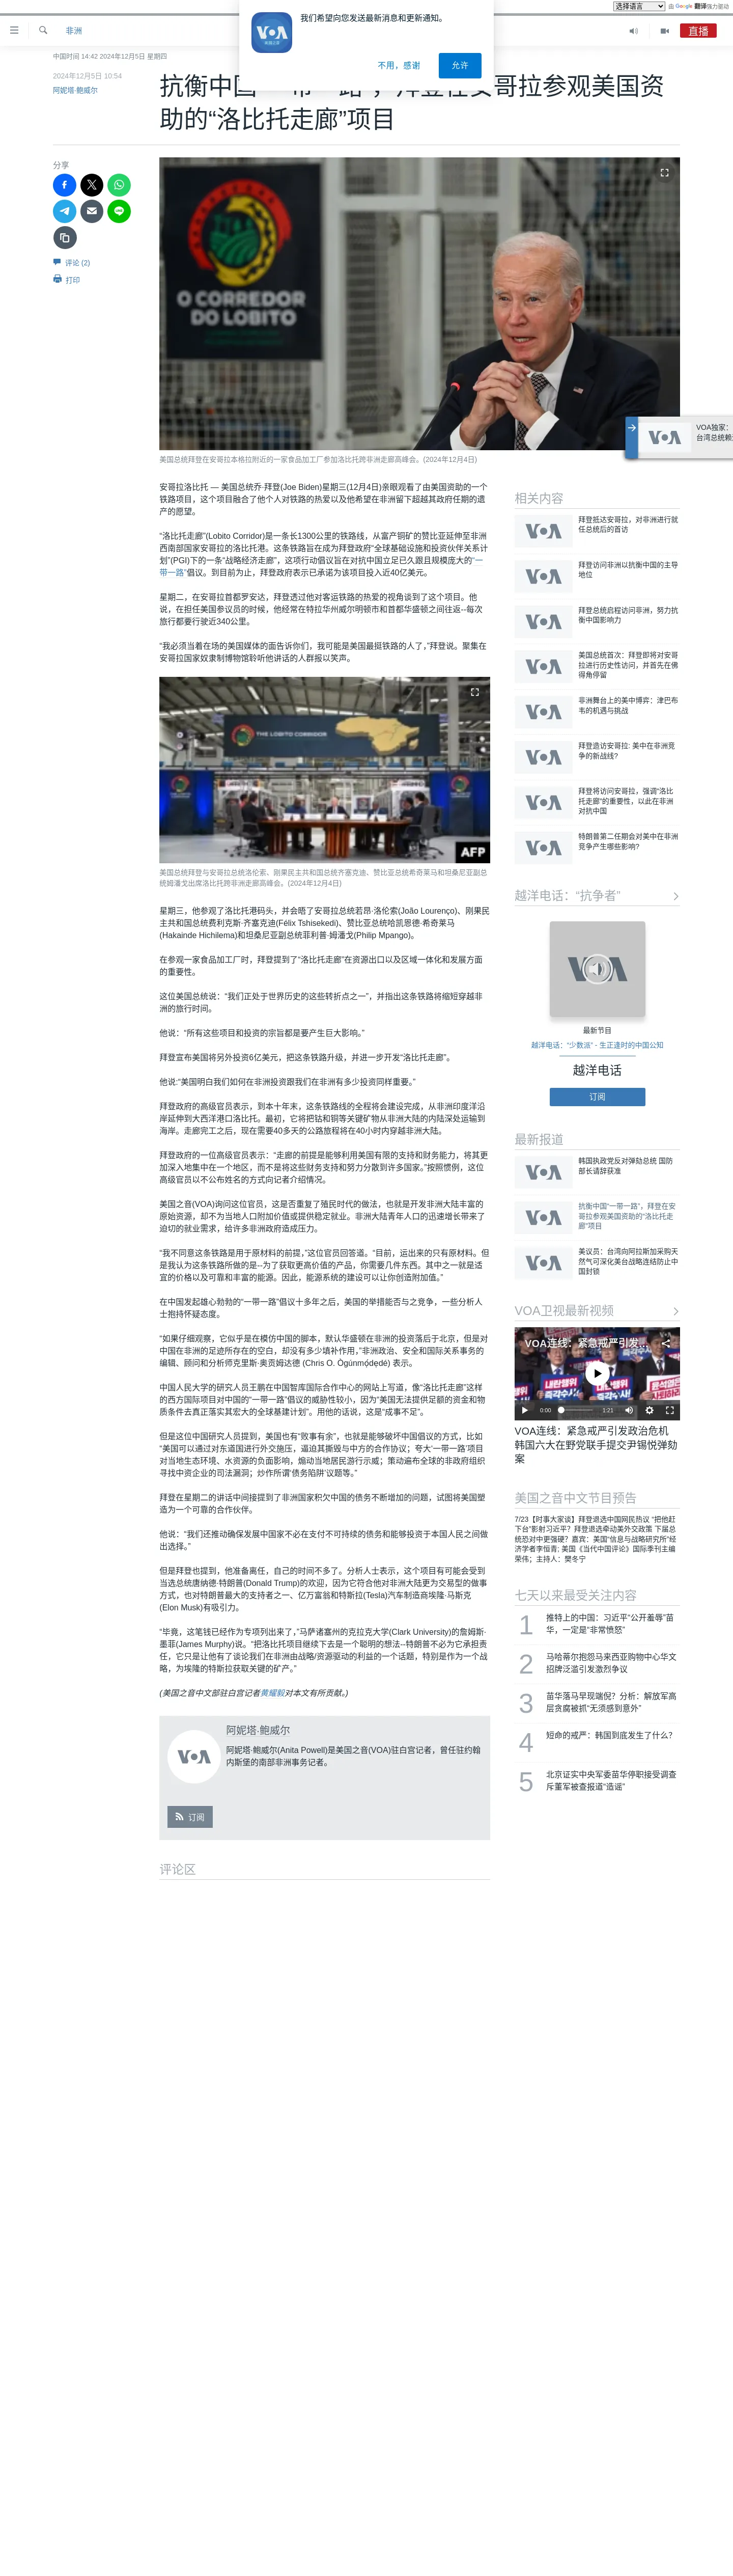 选择语言
由 Google 翻译强力驱动
我们希望向您发送最新消息和更新通知。
不用，感谢
允许
非洲
直播
中国时间 14:42 2024年12月5日 星期四
2024年12月5日 10:54
阿妮塔·鲍威尔
拜登在安哥拉参观美国资
助的“洛比托走廊”项目
分享
评论 (2)
打印
O CORREDOR
DO LOBITO
美国总统拜登在安哥拉本格拉附近的一家食品加工厂参加洛比托跨非洲走廊高峰会。(2024年12月4日)
VOA独家：
台湾总统赖
安哥拉洛比托 — 美国总统乔·拜登(Joe Biden)星期三(12月4日)亲眼观看了由美国资助的一个
铁路项目，这个项目融合了他个人对铁路的热爱以及他希望在非洲留下超越其政府任期的遗
产的愿望。
“洛比托走廊”(Lobito Corridor)是一条长1300公里的铁路线，从富产铜矿的赞比亚延伸至非洲
西南部国家安哥拉的洛比托港。这条铁路旨在成为拜登政府“全球基础设施和投资伙伴关系计
划”(PGI)下的一条“战略经济走廊”，这项行动倡议旨在对抗中国立足已久跟且规模庞大的“一
带一路”倡议。到目前为止，拜登政府表示已承诺为该项目投入近40亿美元。
星期二，在安哥拉首都罗安达，拜登透过他对客运铁路的热爱的视角谈到了这个项目。他
说，在担任美国参议员的时候，他经常在特拉华州威尔明顿市和首都华盛顿之间往返--每次
旅行都要行驶近340公里。
“我必须当着在场的美国媒体的面告诉你们，我可能是美国最挺铁路的人了，”拜登说。聚集在
安哥拉国家奴隶制博物馆聆听他讲话的人群报以笑声。
THE LOBITO CORRIDOR
AFP
美国总统拜登与安哥拉总统洛伦索、刚果民主共和国总统齐塞克迪、赞比亚总统希奇莱马和坦桑尼亚副总
统姆潘戈出席洛比托跨非洲走廊高峰会。(2024年12月4日)
星期三，他参观了洛比托港码头，并会晤了安哥拉总统若昂·洛伦索(João Lourenço)、刚果民
主共和国总统费利克斯·齐塞克迪(Félix Tshisekedi)、赞比亚总统哈凯恩德·希奇莱马
(Hakainde Hichilema)和坦桑尼亚副总统菲利普·姆潘戈(Philip Mpango)。
在参观一家食品加工厂时，拜登提到了“洛比托走廊”在资源出口以及区域一体化和发展方面
的重要性。
这位美国总统说：“我们正处于世界历史的这些转折点之一”，并指出这条铁路将缩短穿越非
洲的旅行时间。
他说：“所有这些项目和投资的宗旨都是要产生巨大影响。”
拜登宣布美国将另外投资6亿美元，把这条铁路升级，并进一步开发“洛比托走廊”。
他说:“美国明白我们如何在非洲投资跟我们在非洲有多少投资同样重要。”
拜登政府的高级官员表示，到本十年末，这条铁路线的全程将会建设完成，从非洲印度洋沿
岸延伸到大西洋港口洛比托。最初，它将把钴和铜等关键矿物从非洲大陆的内陆深处运输到
海岸。走廊完工之后，现在需要40多天的公路旅程将在40小时内穿越非洲大陆。
拜登政府的一位高级官员表示：“走廊的前提是能够利用美国有限的支持和财务能力，将其更
加深入地集中在一个地区，而不是将这些财务支持和努力分散到许多国家。”按照惯例，这位
高级官员以不公布姓名的方式向记者介绍情况。
美国之音(VOA)询问这位官员，这是否重复了殖民时代的做法，也就是开发非洲大陆丰富的
原始资源，却不为当地人口附加价值或提供稳定就业。非洲大陆青年人口的迅速增长带来了
迫切的就业需求，给许多非洲政府造成压力。
“我不同意这条铁路是用于原材料的前提，”这位官员回答道。“目前，运出来的只有原材料。但
是我认为，这就是这条铁路所做的是--为了获取更高价值的产品，你需要几件东西。其中之一就是适
宜的价格以及可靠和丰富的能源。因此，能源系统的建设可以让你创造附加值。”
在中国发起雄心勃勃的“一带一路”倡议十多年之后，美国的举措能否与之竞争，一些分析人
士抱持怀疑态度。
“如果仔细观察，它似乎是在模仿中国的脚本，默认华盛顿在非洲的投资落后于北京，但是对
中国在非洲的足迹所存在的空白，却没有多少填补作用，”非洲政治、安全和国际关系事务的
编辑、顾问和分析师克里斯·奥贡姆达德 (Chris O. Ògúnmọ́dẹdé) 表示。
中国人民大学的研究人员王鹏在中国智库国际合作中心的网站上写道，像“洛比托走廊”这样
的西方国际项目对中国的“一带一路”倡议的威胁性较小，因为“美国无法提供足额的资金和物
质条件去真正落实其宏大的全球基建计划”。用他的话说，这是“成事不足”。
但是这位中国研究人员提到，美国也有“败事有余”，也就是能够破坏中国倡议的方式，比如
“美国可以通过对东道国进行外交施压，逼迫其撕毁与中方的合作协议；夸大‘一带一路’项目
对当地生态环境、水资源的负面影响，煽动当地居民游行示威；策动遍布全球的非政府组织
寻找中资企业的司法漏洞；炒作所谓‘债务陷阱’议题等。”
拜登在星期二的讲话中间接提到了非洲国家积欠中国的债务不断增加的问题，试图将美国塑
造为一个可靠的合作伙伴。
他说：“我们还推动确保发展中国家不必在支付不可持续的债务和能够投资于本国人民之间做
出选择。”
但是拜登也提到，他准备离任，自己的时间不多了。分析人士表示，这个项目有可能会受到
当选总统唐纳德·特朗普(Donald Trump)的欢迎，因为它符合他对非洲大陆更为交易型的做事
方式，也对特朗普最大的支持者之一、亿万富翁和特斯拉(Tesla)汽车制造商埃隆·马斯克
(Elon Musk)有吸引力。
“毕竟，这笔钱已经作为专项列出来了，”马萨诸塞州的克拉克大学(Clark University)的詹姆斯·
墨菲(James Murphy)说。“把洛比托项目继续下去是一个聪明的想法--特朗普不必为它承担责
任，它只是让他有了谈论我们在非洲由战略/资源驱动的利益的一个话题，特别是作为一个战
略，为埃隆的特斯拉获取关键的矿产。”
(美国之音中文部驻白宫记者黄耀毅对本文有所贡献。)
阿妮塔·鲍威尔
阿妮塔·鲍威尔(Anita Powell)是美国之音(VOA)驻白宫记者，曾任驻约翰
内斯堡的南部非洲事务记者。
订阅
评论区
相关内容
拜登抵达安哥拉，对非洲进行就
任总统后的首访
拜登访问非洲以抗衡中国的主导
地位
拜登总统启程访问非洲，努力抗
衡中国影响力
美国总统首次：拜登即将对安哥
拉进行历史性访问，并首先在佛
得角停留
非洲舞台上的美中博弈：津巴布
韦的机遇与挑战
拜登造访安哥拉: 美中在非洲竞
争的新战线?
拜登将访问安哥拉，强调“洛比
托走廊”的重要性，以此在非洲
对抗中国
特朗普第二任期会对美中在非洲
竞争产生哪些影响?
越洋电话：“抗争者”
最新节目
越洋电话：“少数派” - 生正逢时的中国公知
越洋电话
订阅
最新报道
韩国执政党反对弹劾总统 国防
部长请辞获准
抗衡中国“一带一路”，拜登在安
哥拉参观美国资助的“洛比托走
廊”项目
美议员：台湾向阿拉斯加采购天
然气可深化美台战略连结防止中
国封锁
VOA卫视最新视频
VOA连线：紧急戒严引发...
0:00
1:21
VOA连线：紧急戒严引发政治危机
韩国六大在野党联手提交尹锡悦弹劾
案
美国之音中文节目预告
7/23【时事大家谈】拜登退选中国网民热议 “把他赶
下台”影射习近平？拜登退选牵动美外交政策 下届总
统恐对中更强硬？嘉宾：美国“信息与战略研究所”经
济学者李恒青; 美国《当代中国评论》国际季刊主编
荣伟；主持人：樊冬宁
七天以来最受关注内容
1
推特上的中国：习近平“公开羞辱”苗
华，一定是“非常愤怒”
2
马哈蒂尔抱怨马来西亚购物中心华文
招牌泛滥引发激烈争议
3
苗华落马早现端倪？分析：解放军高
层贪腐被抓“无须感到意外”
4
短命的戒严：韩国到底发生了什么？
5
北京证实中央军委苗华停职接受调查
斥董军被查报道“造谣”